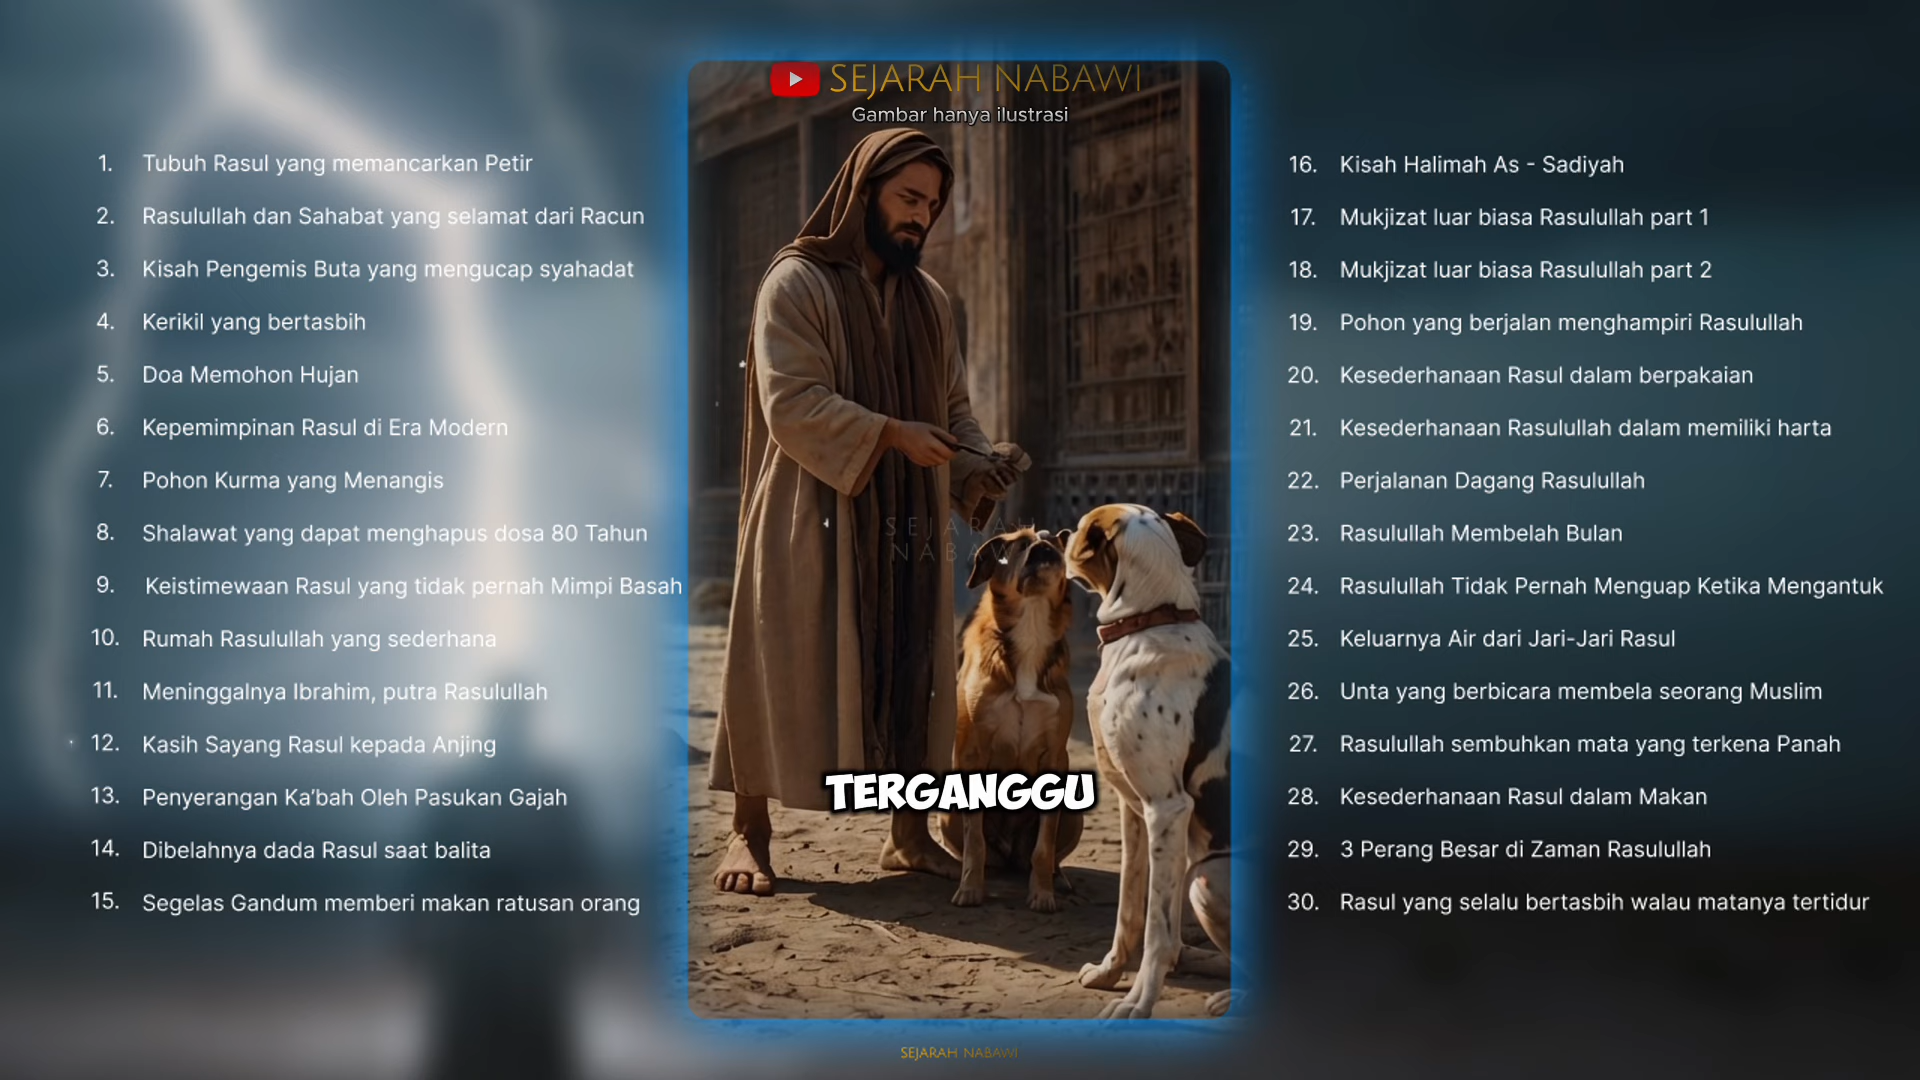 SEJARAH NABAWI
Gambar hanya ilustrasi
1. Tubuh Rasul yang memancarkan Petir
2. Rasulullah dan Sahabat yang selamat dari Racun
3. Kisah Pengemis Buta yang mengucap syahadat
4. Kerikil yang bertasbih
5. Doa Memohon Hujan
6. Kepemimpinan Rasul di Era Modern
7. Pohon Kurma yang Menangis
8. Shalawat yang dapat menghapus dosa 80 Tahun
9. Keistimewaan Rasul yang tidak pernah Mimpi Basah
10. Rumah Rasulullah yang sederhana
11. Meninggalnya Ibrahim, putra Rasulullah
12. Kasih Sayang Rasul kepada Anjing
13. Penyerangan Ka’bah Oleh Pasukan Gajah
14. Dibelahnya dada Rasul saat balita
15. Segelas Gandum memberi makan ratusan orang
SEJARAH
NABAWI
TERGANGGU
16. Kisah Halimah As - Sadiyah
17. Mukjizat luar biasa Rasulullah part 1
18. Mukjizat luar biasa Rasulullah part 2
19. Pohon yang berjalan menghampiri Rasulullah
20. Kesederhanaan Rasul dalam berpakaian
21. Kesederhanaan Rasulullah dalam memiliki harta
22. Perjalanan Dagang Rasulullah
23. Rasulullah Membelah Bulan
24. Rasulullah Tidak Pernah Menguap Ketika Mengantuk
25. Keluarnya Air dari Jari-Jari Rasul
26. Unta yang berbicara membela seorang Muslim
27. Rasulullah sembuhkan mata yang terkena Panah
28. Kesederhanaan Rasul dalam Makan
29. 3 Perang Besar di Zaman Rasulullah
30. Rasul yang selalu bertasbih walau matanya tertidur
SEJARAH NABAWI